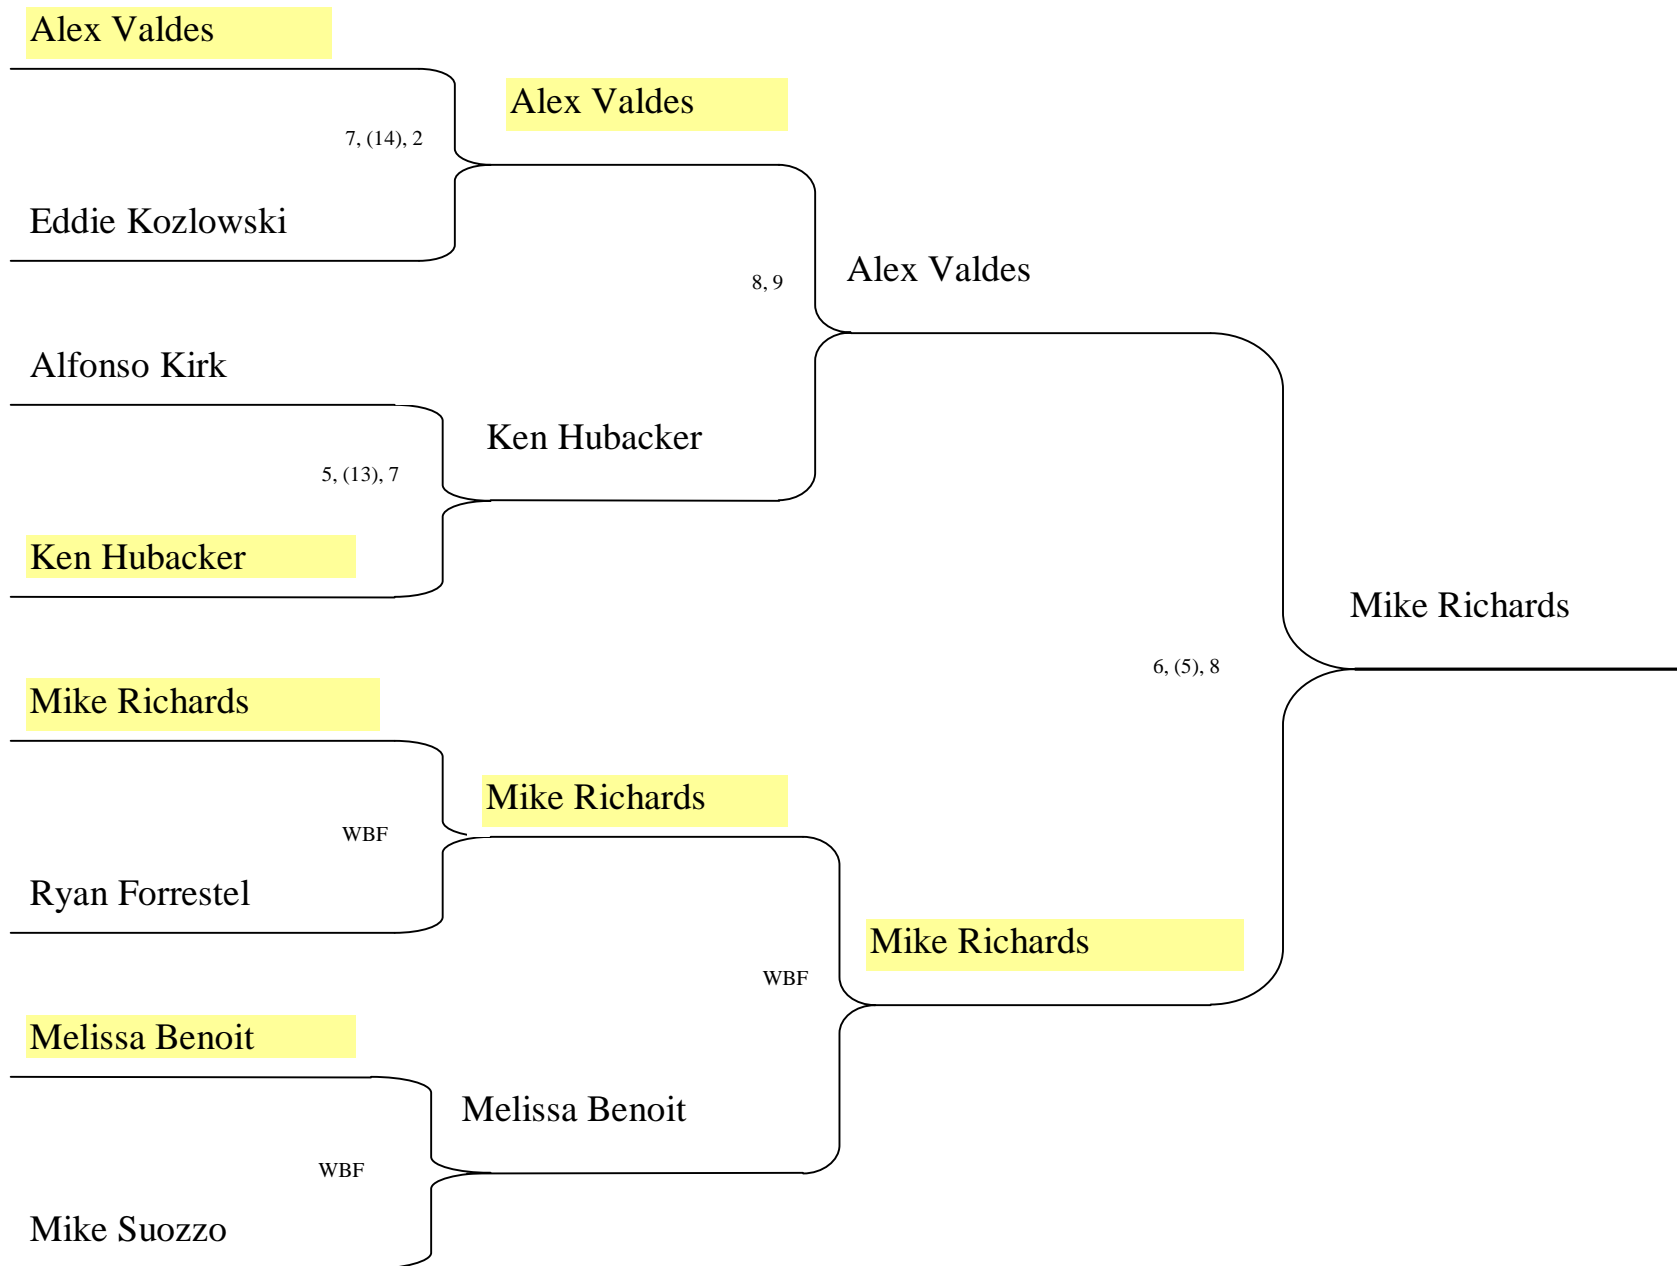 Alex Valdes
Alex Valdes
7, (14), 2
Eddie Kozlowski
Alex Valdes
8, 9
Alfonso Kirk
Ken Hubacker
5, (13), 7
Ken Hubacker
Mike Richards
6, (5), 8
Mike Richards
Mike Richards
WBF
Ryan Forrestel
Mike Richards
WBF
Melissa Benoit
Melissa Benoit
WBF
Mike Suozzo